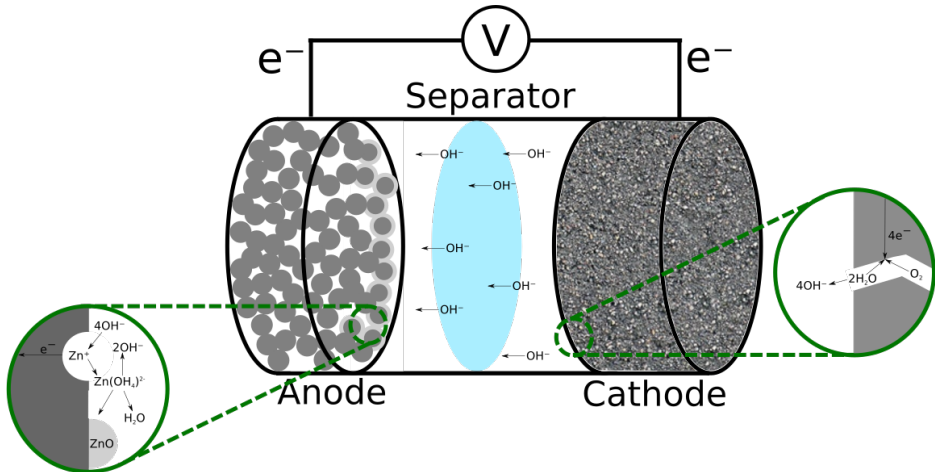 V
e⁻
e⁻
Separator
OH⁻
OH⁻
OH⁻
OH⁻
OH⁻
OH⁻
OH⁻
Anode
Cathode
4e⁻
4OH⁻
2H₂O
O₂
4OH⁻
e⁻
Zn⁺
2OH⁻
Zn(OH₄)²⁻
H₂O
ZnO